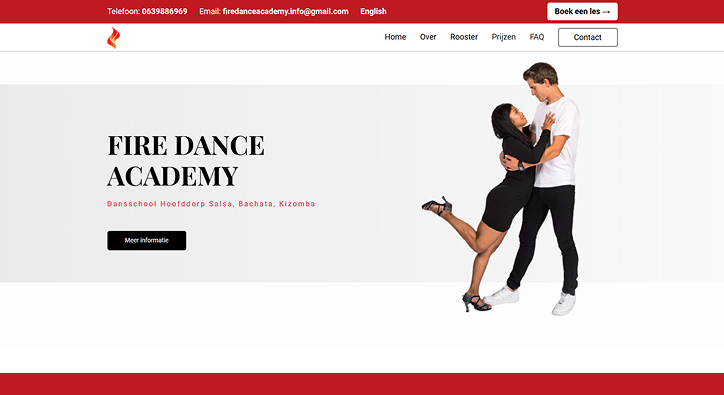 Telefoon: 0639886969 Email: firedanceacademy.info@gmail.com English Boek een les →
Home Over Rooster Prijzen FAQ Contact
FIRE DANCE
ACADEMY
Dansschool Hoofddorp Salsa, Bachata, Kizomba
Meer informatie